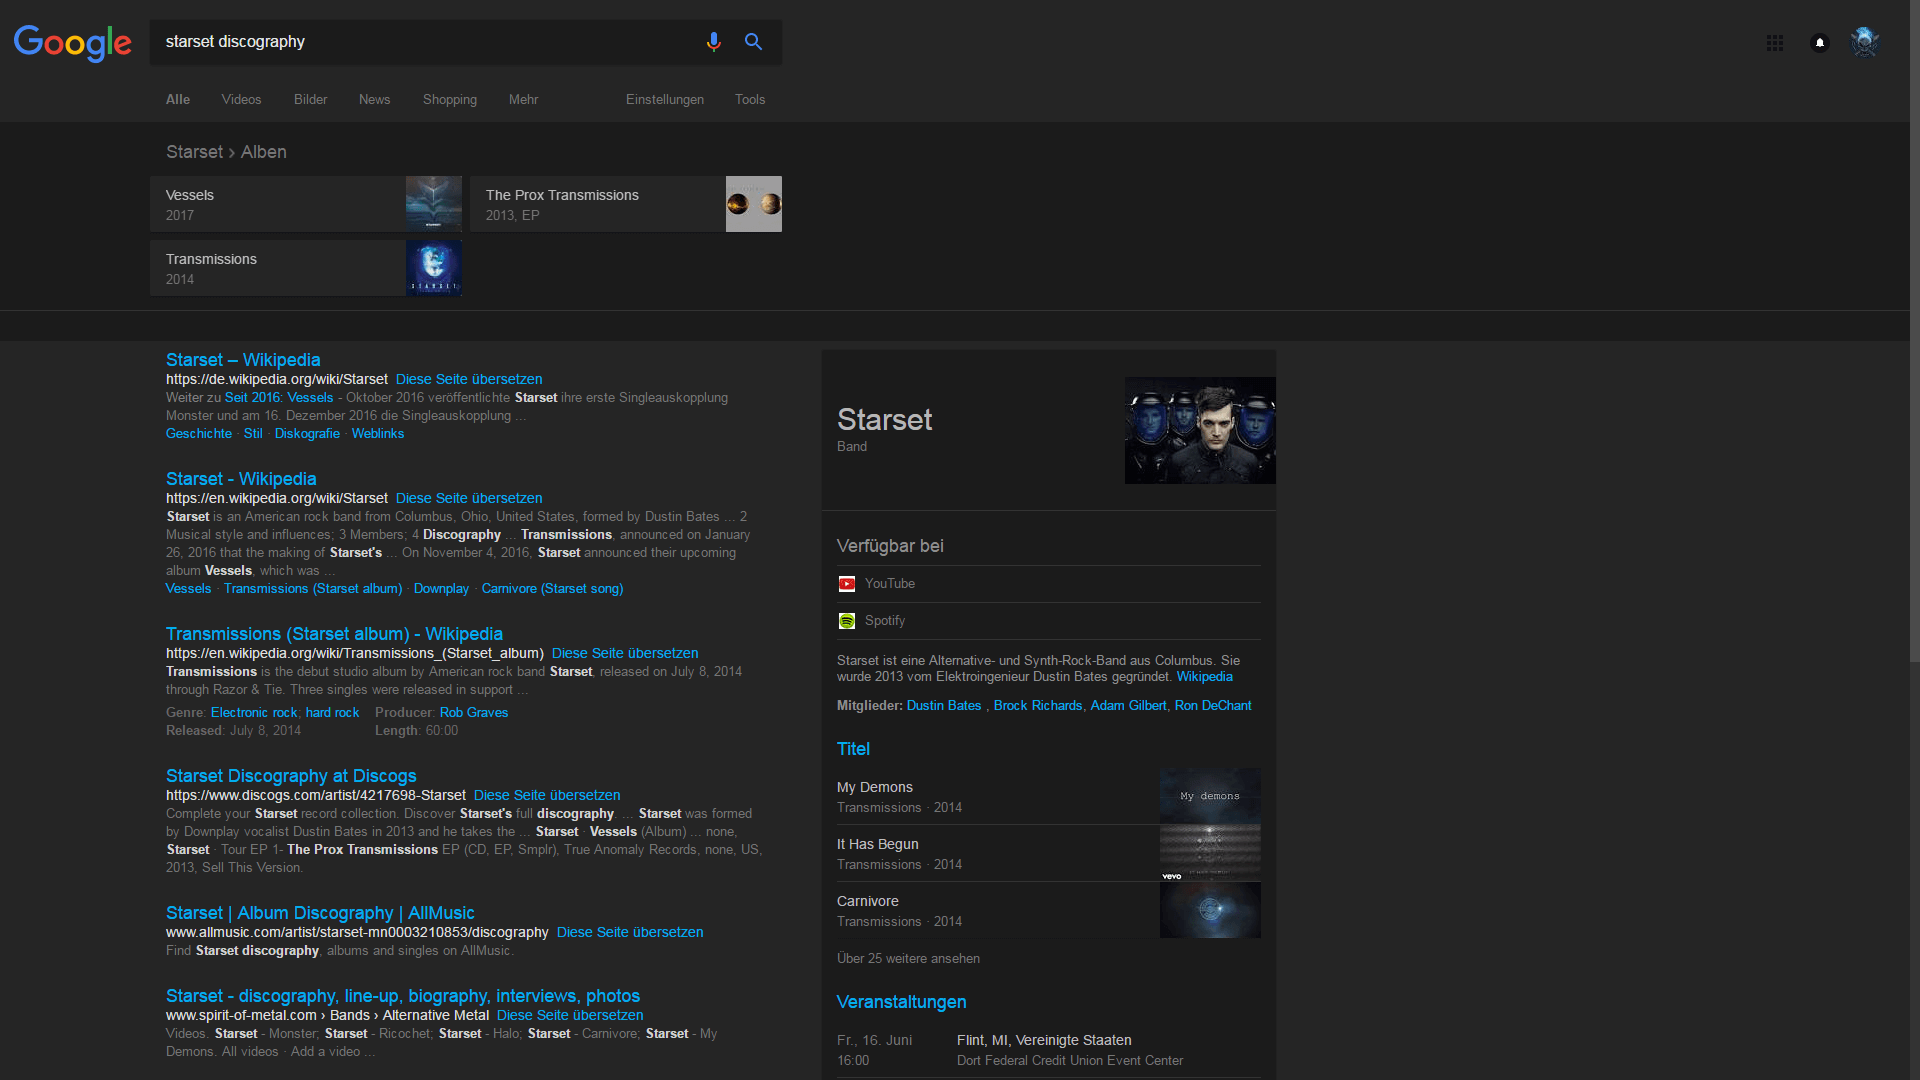 Google
starset discography
Alle Videos Bilder News Shopping Mehr Einstellungen Tools
Starset › Alben
Vessels
2017
The Prox Transmissions
2013, EP
Transmissions
2014
STARSET
Starset – Wikipedia
https://de.wikipedia.org/wiki/Starset Diese Seite übersetzen
Weiter zu Seit 2016: Vessels - Oktober 2016 veröffentlichte Starset ihre erste Singleauskopplung
Monster und am 16. Dezember 2016 die Singleauskopplung ...
Geschichte · Stil · Diskografie · Weblinks
Starset - Wikipedia
https://en.wikipedia.org/wiki/Starset Diese Seite übersetzen
Starset is an American rock band from Columbus, Ohio, United States, formed by Dustin Bates ... 2
Musical style and influences; 3 Members; 4 Discography ... Transmissions, announced on January
26, 2016 that the making of Starset's ... On November 4, 2016, Starset announced their upcoming
album Vessels, which was ...
Vessels · Transmissions (Starset album) · Downplay · Carnivore (Starset song)
Transmissions (Starset album) - Wikipedia
https://en.wikipedia.org/wiki/Transmissions_(Starset_album) Diese Seite übersetzen
Transmissions is the debut studio album by American rock band Starset, released on July 8, 2014
through Razor & Tie. Three singles were released in support ...
Genre: Electronic rock; hard rock Producer: Rob Graves
Released: July 8, 2014 Length: 60:00
Starset Discography at Discogs
https://www.discogs.com/artist/4217698-Starset Diese Seite übersetzen
Complete your Starset record collection. Discover Starset's full discography. ... Starset was formed
by Downplay vocalist Dustin Bates in 2013 and he takes the ... Starset · Vessels (Album) ... none,
Starset · Tour EP 1- The Prox Transmissions EP (CD, EP, Smplr), True Anomaly Records, none, US,
2013, Sell This Version.
Starset | Album Discography | AllMusic
www.allmusic.com/artist/starset-mn0003210853/discography Diese Seite übersetzen
Find Starset discography, albums and singles on AllMusic.
Starset - discography, line-up, biography, interviews, photos
www.spirit-of-metal.com › Bands › Alternative Metal Diese Seite übersetzen
Videos. Starset - Monster; Starset - Ricochet; Starset - Halo; Starset - Carnivore; Starset - My
Demons. All videos · Add a video ...
Starset
Band
Verfügbar bei
YouTube
Spotify
Starset ist eine Alternative- und Synth-Rock-Band aus Columbus. Sie
wurde 2013 vom Elektroingenieur Dustin Bates gegründet. Wikipedia
Mitglieder: Dustin Bates , Brock Richards, Adam Gilbert, Ron DeChant
Titel
My Demons
Transmissions · 2014
My demons
It Has Begun
Transmissions · 2014
vevo
Carnivore
Transmissions · 2014
Über 25 weitere ansehen
Veranstaltungen
Fr., 16. Juni Flint, MI, Vereinigte Staaten
16:00 Dort Federal Credit Union Event Center